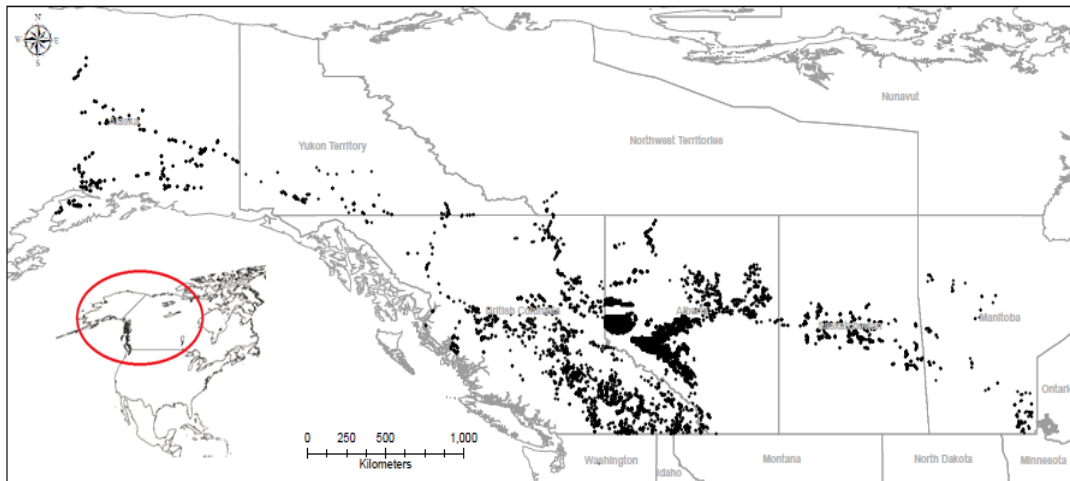 N
W E
S
Alaska
Yukon Territory
Northwest Territories
Nunavut
British Columbia
Alberta
Saskatchewan
Manitoba
Ontario
0 250 500 1,000
Kilometers
Washington
Idaho
Montana
North Dakota
Minnesota